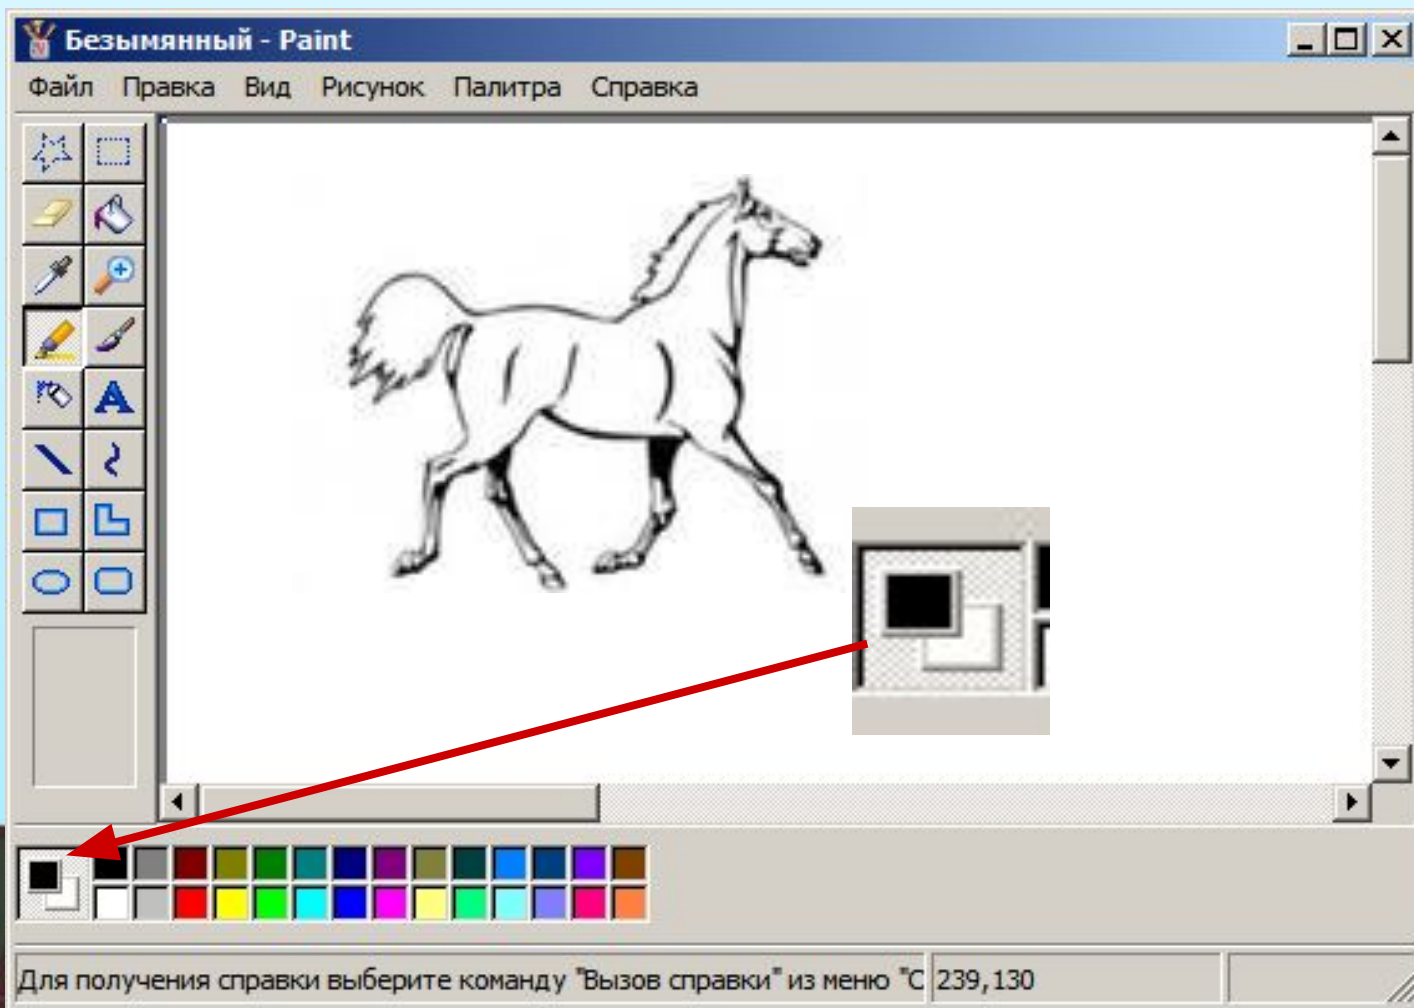 Безымянный - Paint
Файл Правка Вид Рисунок Палитра Справка
A
Для получения справки выберите команду "Вызов справки" из меню "С 239,130